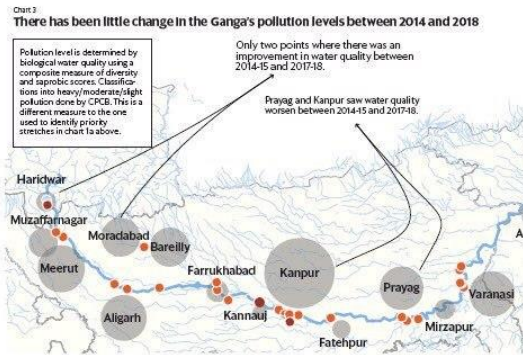 Chart 3
There has been little change in the Ganga's pollution levels between 2014 and 2018
Pollution level is determined by
biological water quality using a
composite measure of diversity
and saprobic scores. Classifica-
tions into heavy/moderate/slight
pollution done by CPCB. This is a
different measure to the one
used to identify priority
stretches in chart 1a above.
Only two points where there was an
improvement in water quality between
2014-15 and 2017-18.
Prayag and Kanpur saw water quality
worsen between 2014-15 and 2017-18.
Haridwar
Muzaffarnagar
Moradabad
Bareilly
Meerut
Farrukhabad
Kanpur
Prayag
Varanasi
Aligarh
Kannauj
Mirzapur
Fatehpur
A